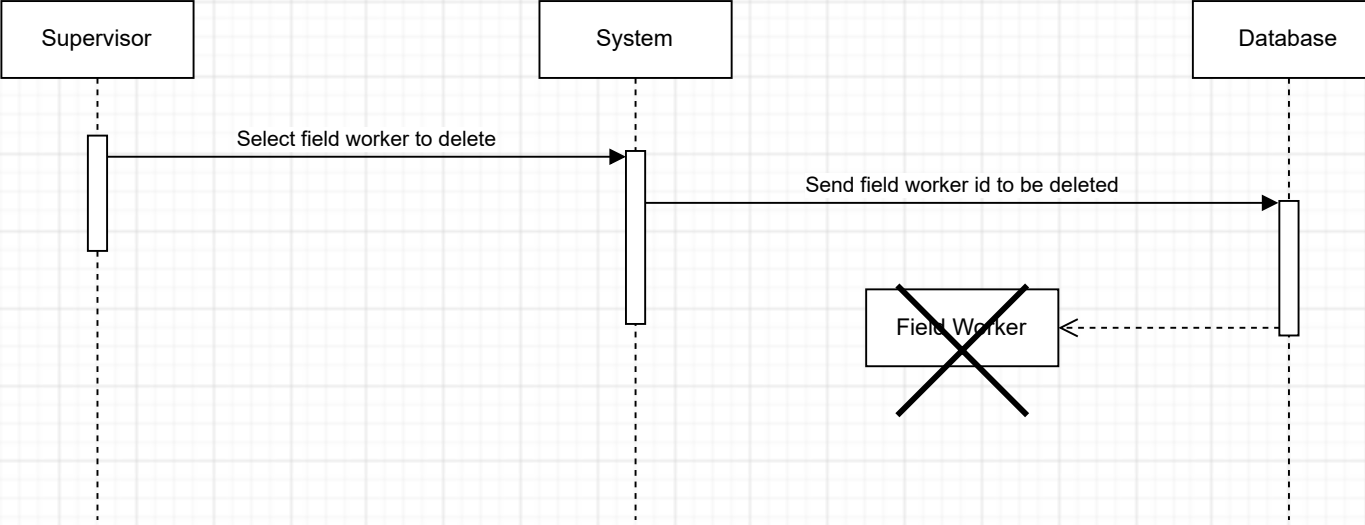 Supervisor
System
Database
Select field worker to delete
Send field worker id to be deleted
Field Worker